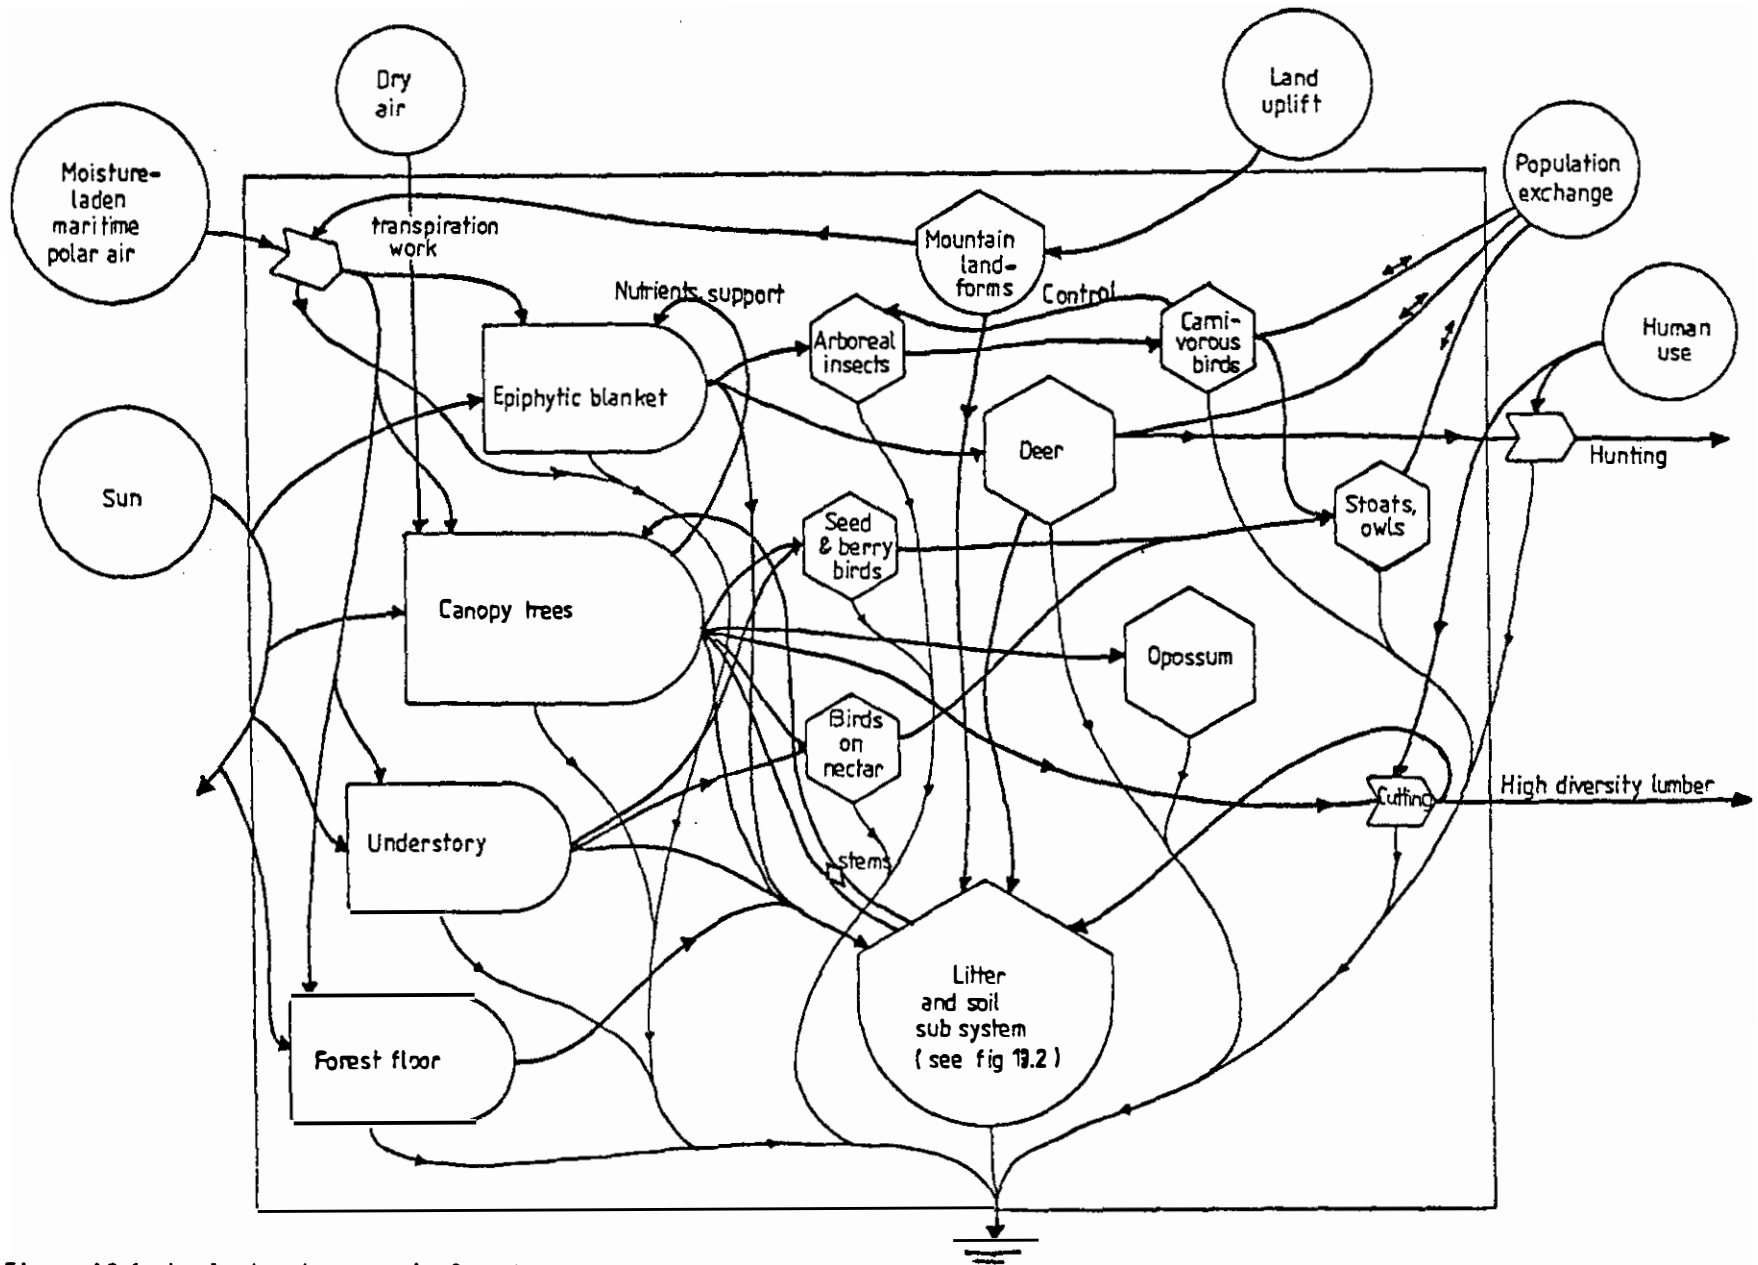 Dry
air
Land
uplift
Moisture-
laden
maritime
polar air
Population
exchange
transpiration
work
Mountain
land-
forms
Nutrients support
Control
Arboreal
insects
Carni-
vorous
birds
Human
use
Epiphytic blanket
Deer
Hunting
Sun
Seed
& berry
birds
Stoats,
owls
Canopy trees
Opossum
Birds
on
nectar
Cutting
High diversity lumber
Understory
stems
Litter
and soil
sub system
(see fig 13.2)
Forest floor